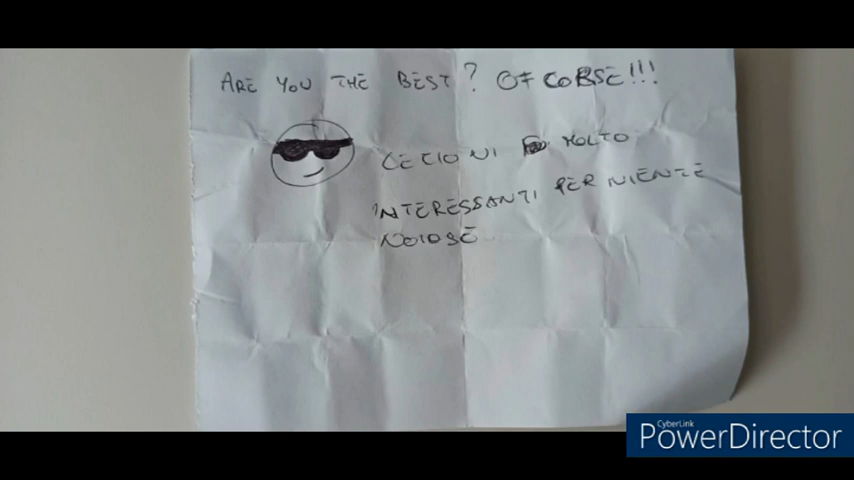 ARE YOU THE BEST? OF CORSE!!!
LEZIONI MOLTO
INTERESSANTI PER NIENTE
NOIOSE
CyberLink
PowerDirector